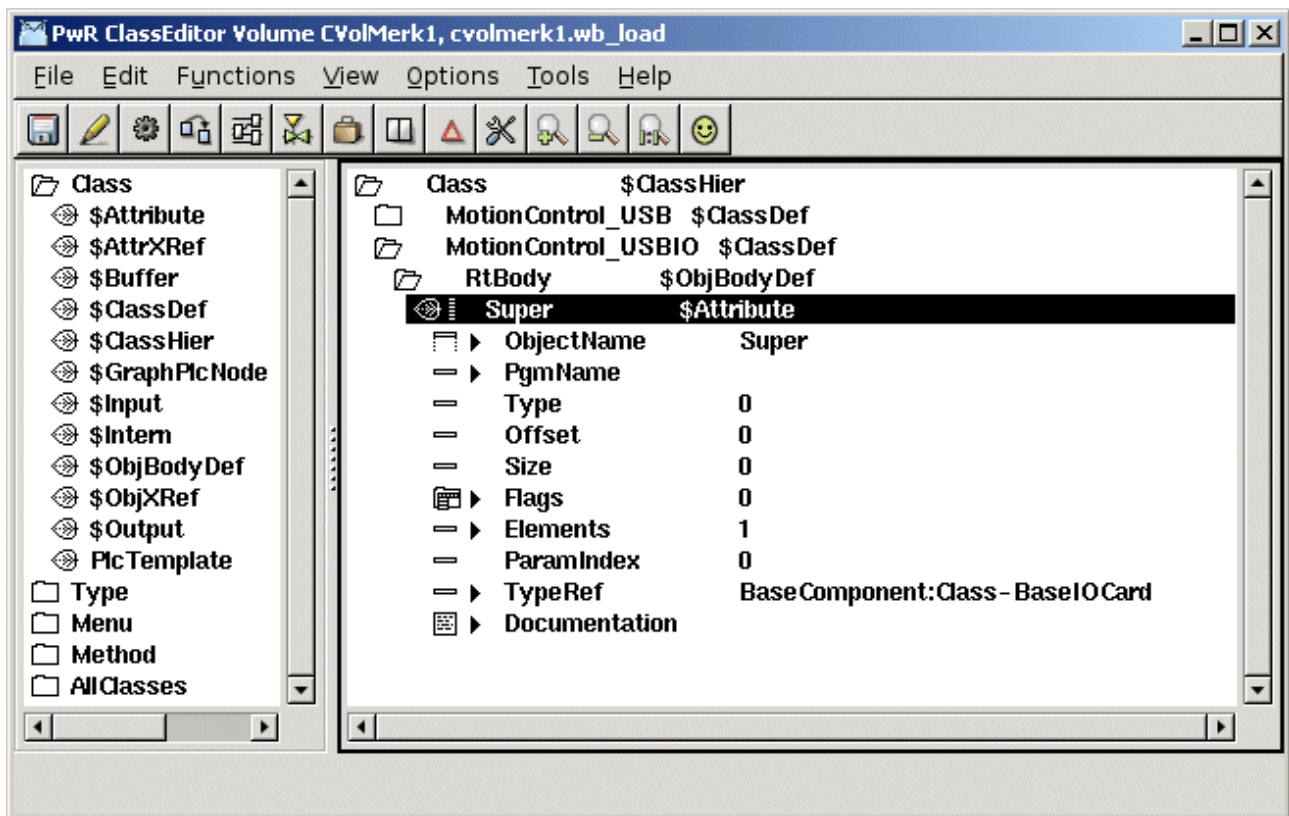 PwR ClassEditor Volume CVolMerk1, cvolmerk1.wb_load
File Edit Functions View Options Tools Help
Class
$Attribute
$AttrXRef
$Buffer
$ClassDef
$ClassHier
$GraphPlcNode
$Input
$Intern
$ObjBodyDef
$ObjXRef
$Output
PlcTemplate
Type
Menu
Method
AllClasses
Class $ClassHier
MotionControl_USB $ClassDef
MotionControl_USBIO $ClassDef
RtBody $ObjBodyDef
Super $Attribute
ObjectName Super
PgmName
Type 0
Offset 0
Size 0
Flags 0
Elements 1
ParamIndex 0
TypeRef BaseComponent:Class-BaseIOCard
Documentation